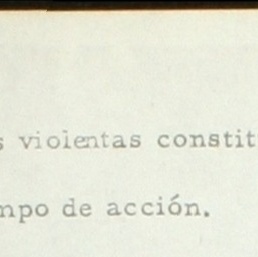 s violentas constit
mpo de acción.